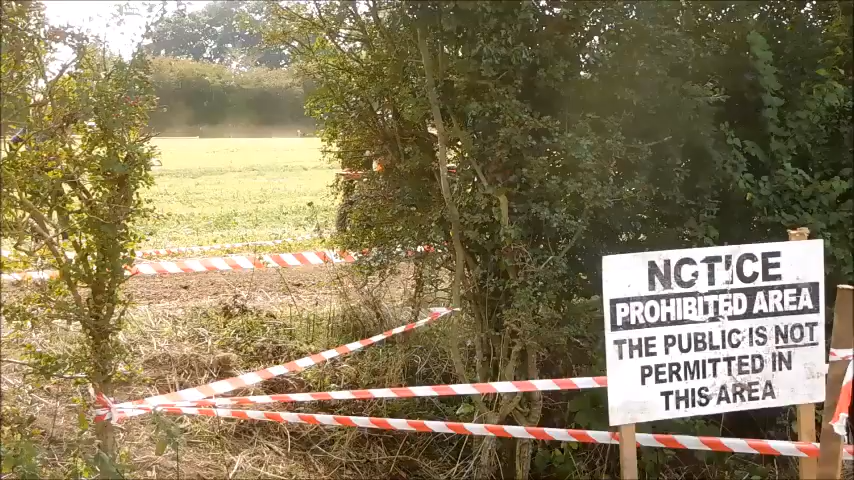 NOTICE
PROHIBITED AREA
THE PUBLIC IS NOT
PERMITTED IN
THIS AREA